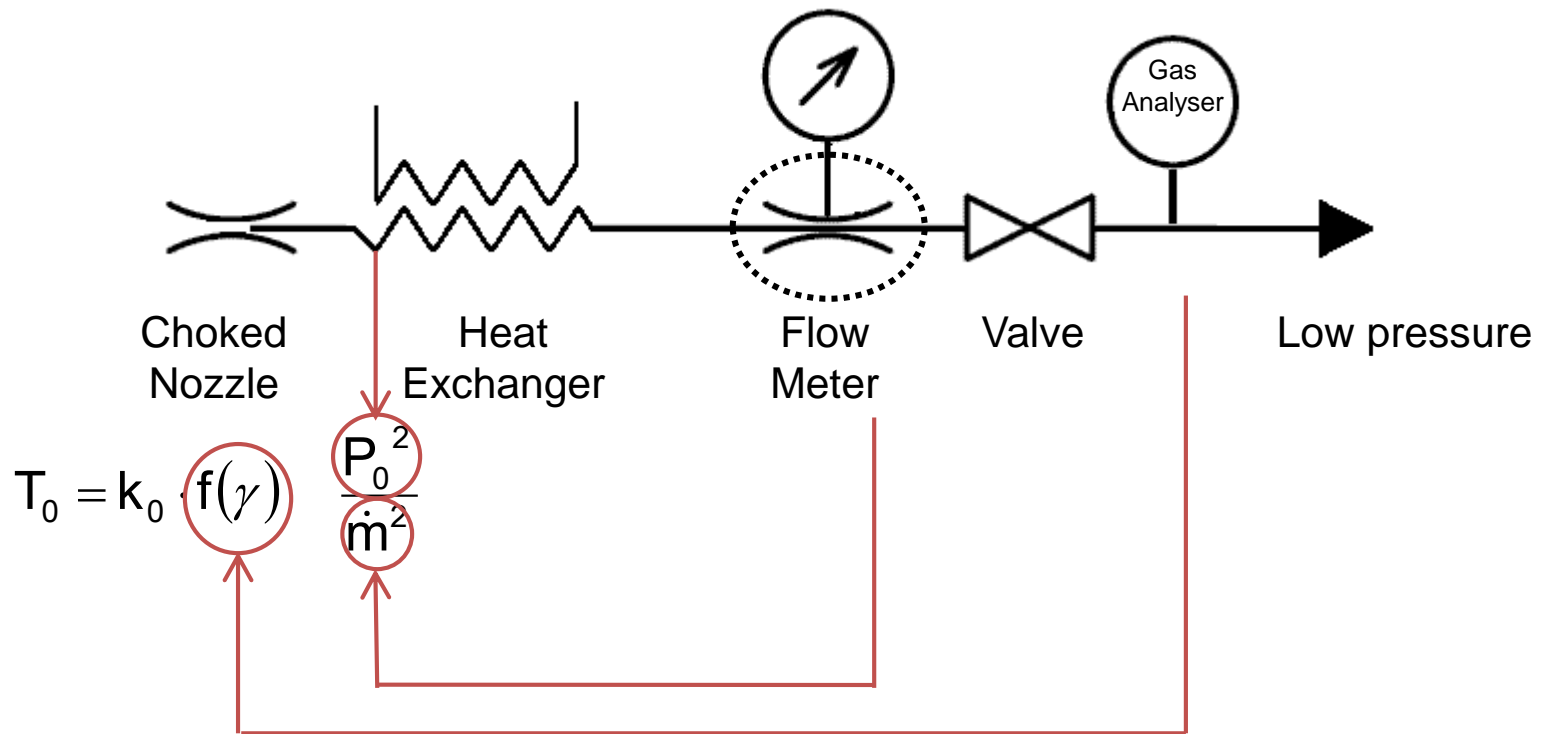 Gas
Analyser
Choked
Nozzle
Heat
Exchanger
Flow
Meter
Valve
Low pressure
T₀ = k₀ · f(γ) P₀² / ṁ²